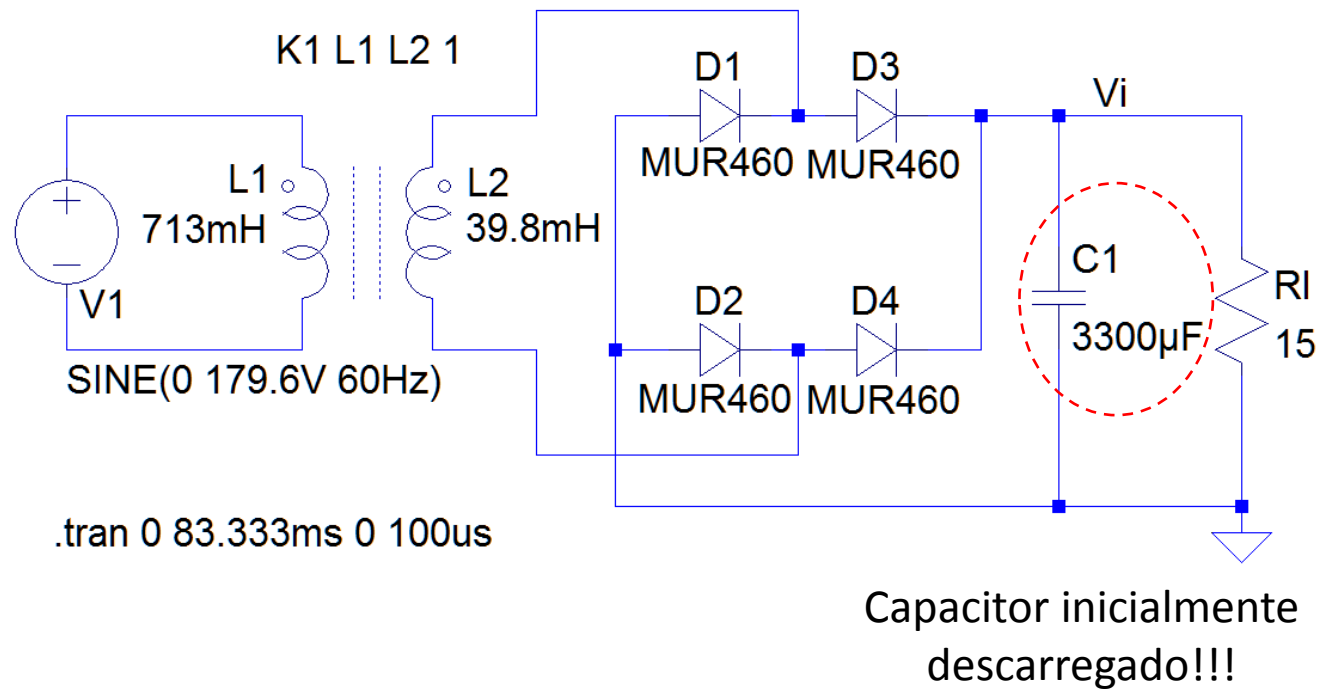 K1 L1 L2 1
D1
D3
Vi
MUR460
MUR460
L1
713mH
L2
39.8mH
V1
SINE(0 179.6V 60Hz)
D2
D4
MUR460
MUR460
C1
3300µF
Rl
15
.tran 0 83.333ms 0 100us
Capacitor inicialmente
descarregado!!!